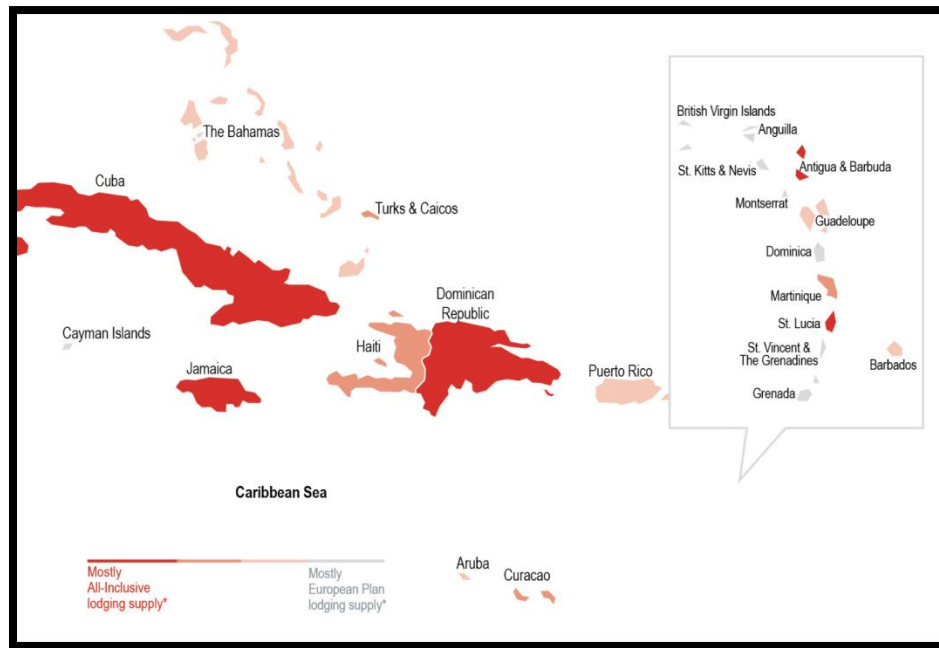 The Bahamas
Cuba
Turks & Caicos
Cayman Islands
Jamaica
Haiti
Dominican
Republic
Puerto Rico
British Virgin Islands
Anguilla
St. Kitts & Nevis
Antigua & Barbuda
Montserrat
Guadeloupe
Dominica
Martinique
St. Lucia
St. Vincent &
The Grenadines
Barbados
Grenada
Caribbean Sea
Aruba
Curacao
Mostly
All-Inclusive
lodging supply*
Mostly
European Plan
lodging supply*